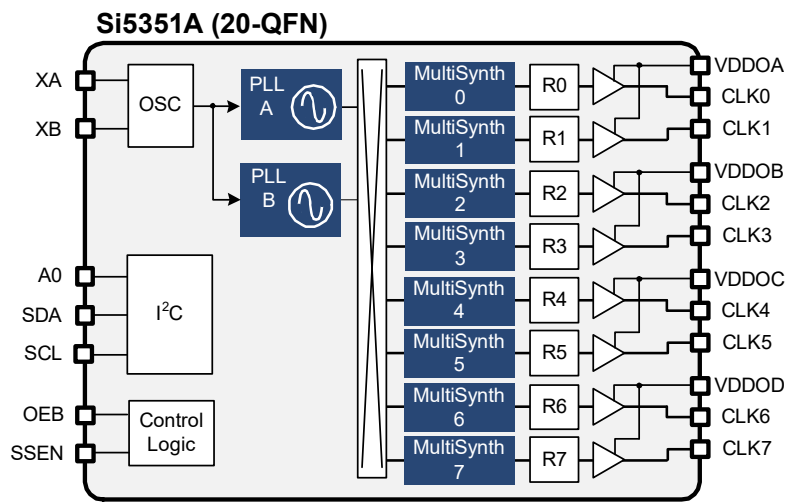 Si5351A (20-QFN)
XA
XB
OSC
PLL
A
PLL
B
A0
SDA
SCL
I²C
OEB
SSEN
Control
Logic
MultiSynth
0
R0
MultiSynth
1
R1
MultiSynth
2
R2
MultiSynth
3
R3
MultiSynth
4
R4
MultiSynth
5
R5
MultiSynth
6
R6
MultiSynth
7
R7
VDDOA
CLK0
CLK1
VDDOB
CLK2
CLK3
VDDOC
CLK4
CLK5
VDDOD
CLK6
CLK7